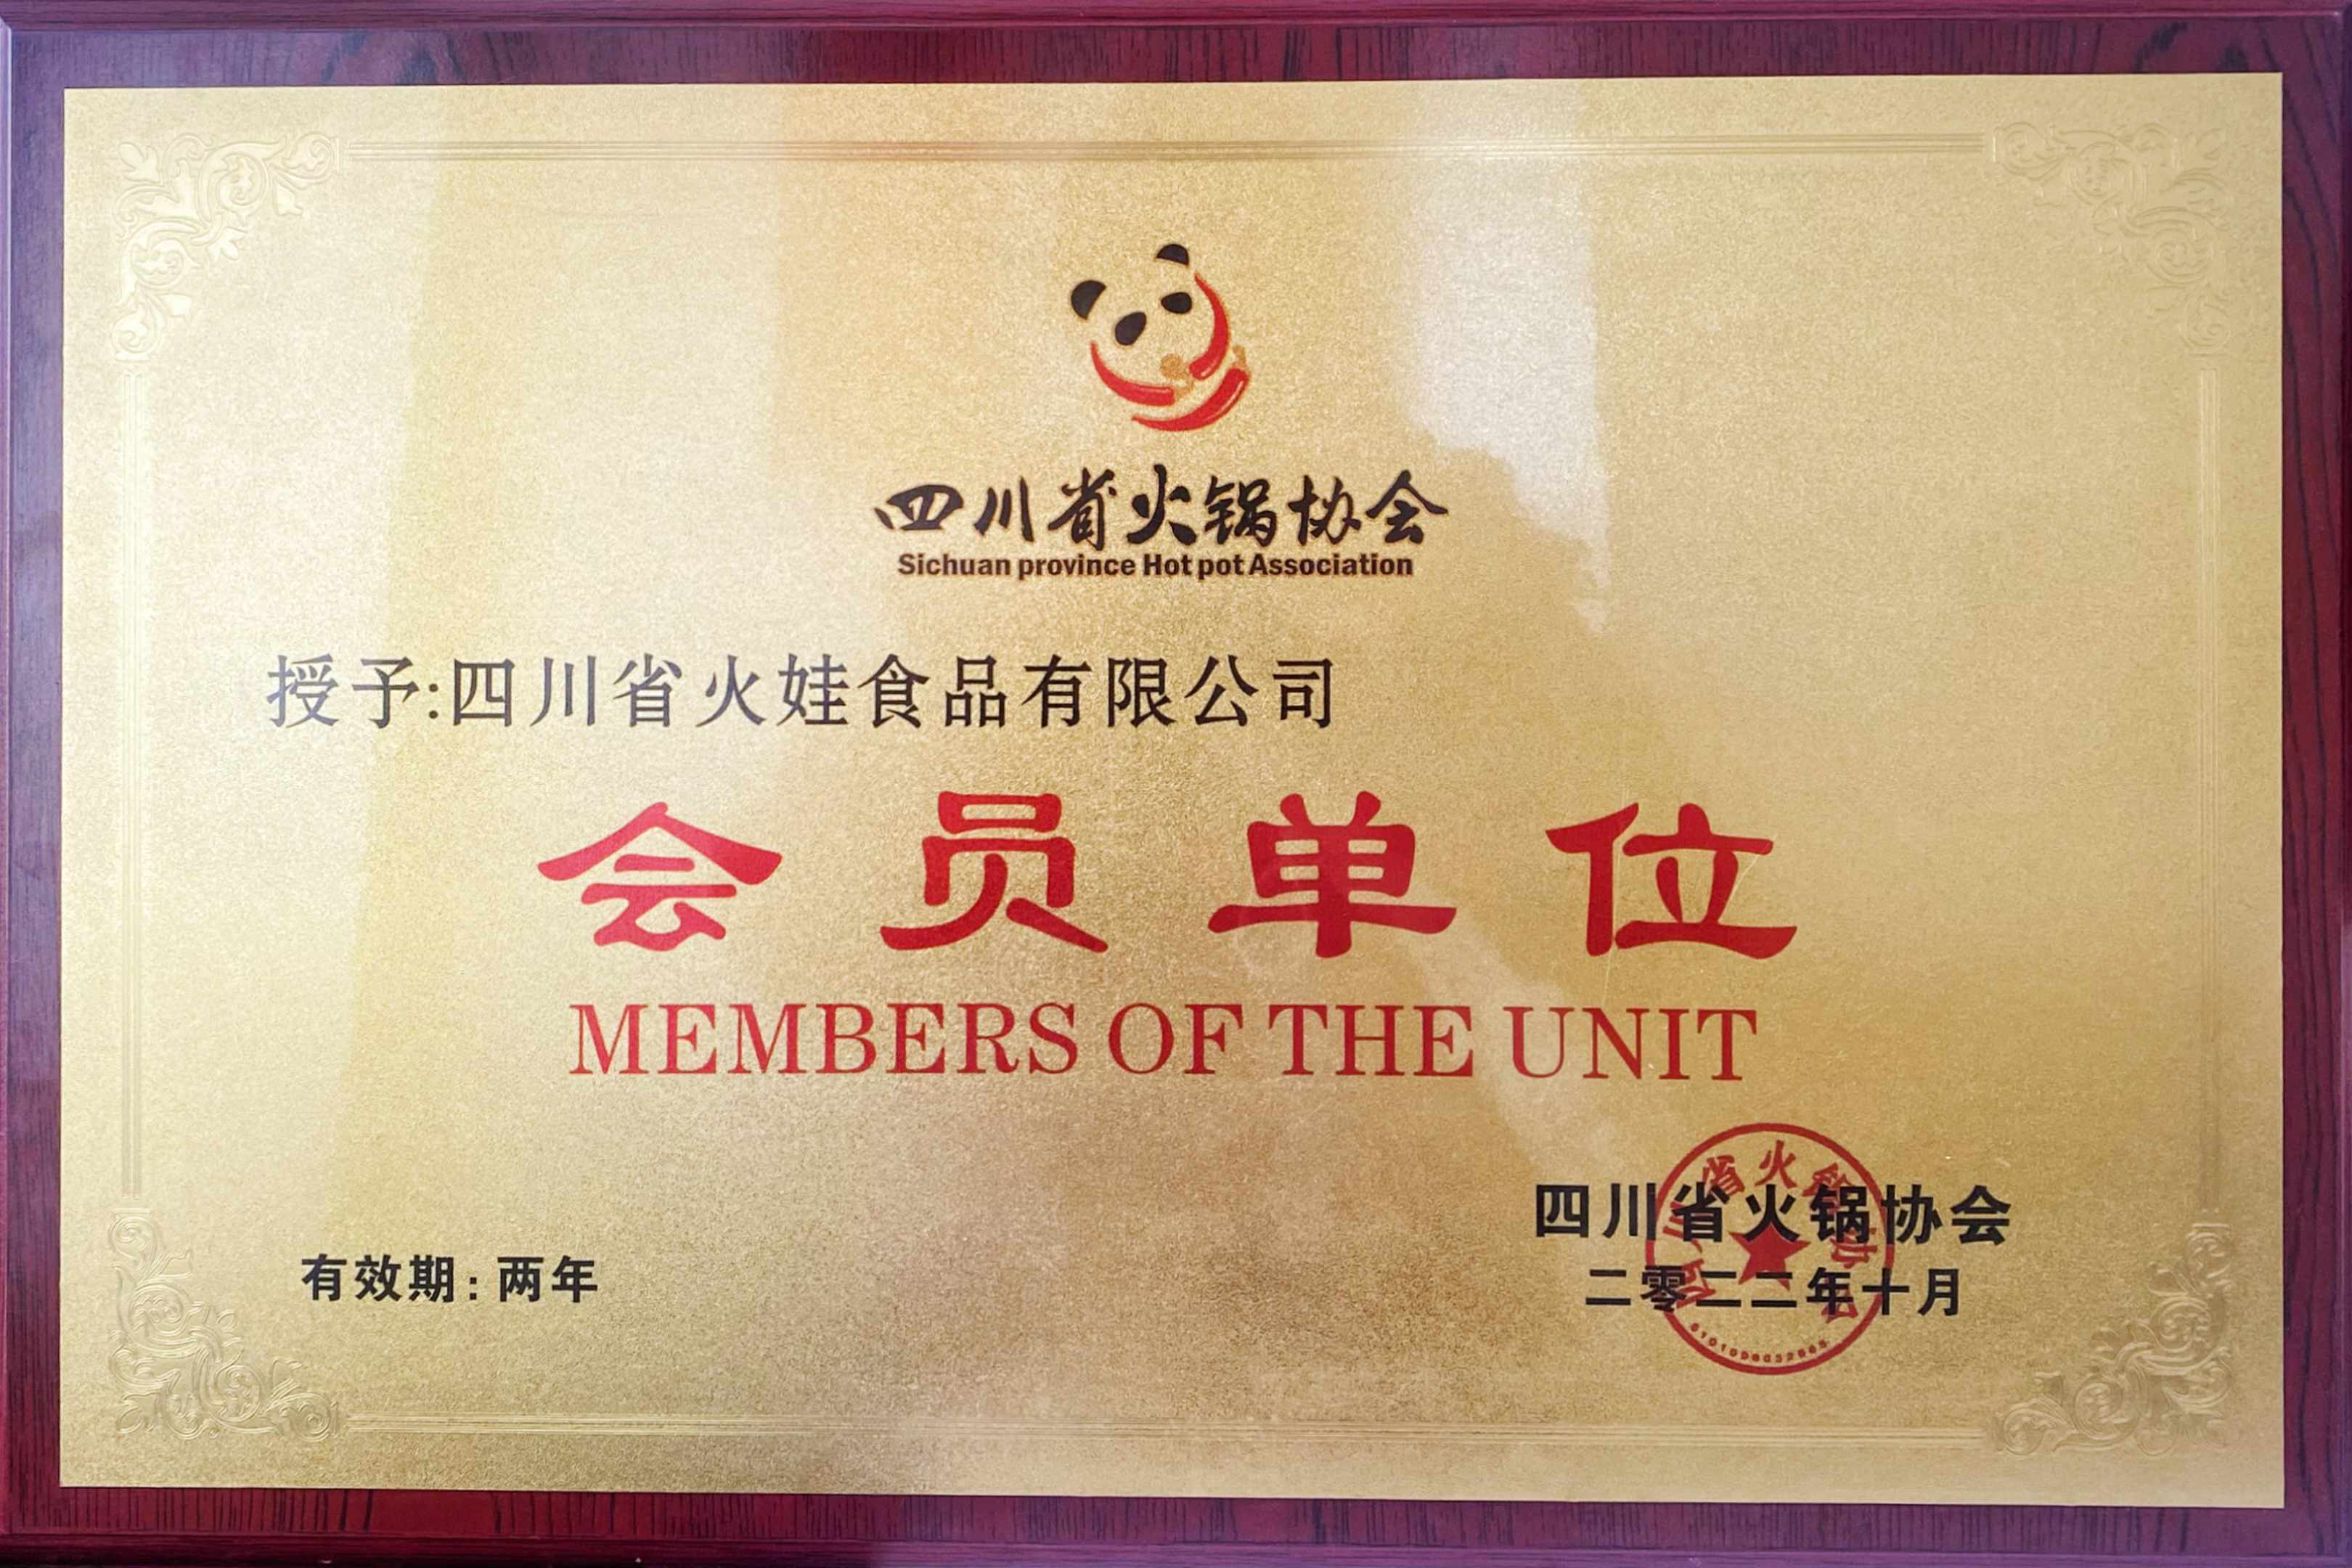 四川省火锅协会
Sichuan province Hot pot Association
授予:四川省火娃食品有限公司
会员单位
MEMBERS OF THE UNIT
有效期: 两年
四川省火锅协会
二零二二年十月